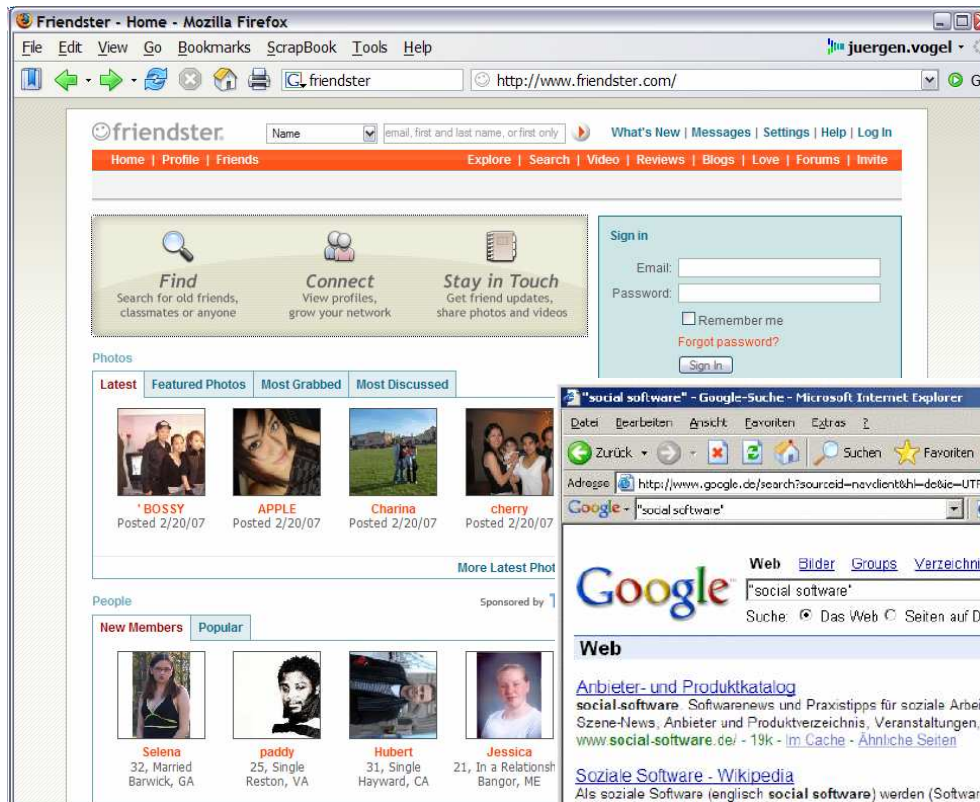 Friendster - Home - Mozilla Firefox
File Edit View Go Bookmarks ScrapBook Tools Help
juergen.vogel
friendster
http://www.friendster.com/
G
friendster
Name
email, first and last name, or first only
What's New | Messages | Settings | Help | Log In
Home | Profile | Friends
Explore | Search | Video | Reviews | Blogs | Love | Forums | Invite
Find
Search for old friends,
classmates or anyone
Connect
View profiles,
grow your network
Stay in Touch
Get friend updates,
share photos and videos
Sign in
Email:
Password:
Remember me
Forgot password?
Sign In
Photos
Latest Featured Photos Most Grabbed Most Discussed
' BOSSY APPLE Charina cherry
Posted 2/20/07 Posted 2/20/07 Posted 2/20/07 Posted 2/20/07
More Latest Phot
People
Sponsored by
New Members Popular
Selena paddy Hubert Jessica
32, Married 25, Single 31, Single 21, In a Relationsh
Barwick, GA Reston, VA Hayward, CA Bangor, ME
"social software" - Google-Suche - Microsoft Internet Explorer
Datei Bearbeiten Ansicht Favoriten Extras ?
Zurück Suchen Favoriten
Adresse http://www.google.de/search?sourceid=navclient&hl=de&ie=UTF
Google "social software"
Google
Web Bilder Groups Verzeichni
"social software"
Suche: Das Web Seiten auf D
Web
Anbieter- und Produktkatalog
social-software. Softwarenews und Praxistipps für soziale Arbei
Szene-News, Anbieter und Produktverzeichnis, Veranstaltungen,
www.social-software.de/ - 19k - Im Cache - Ähnliche Seiten
Soziale Software - Wikipedia
Als soziale Software (englisch social software) werden (Softwar